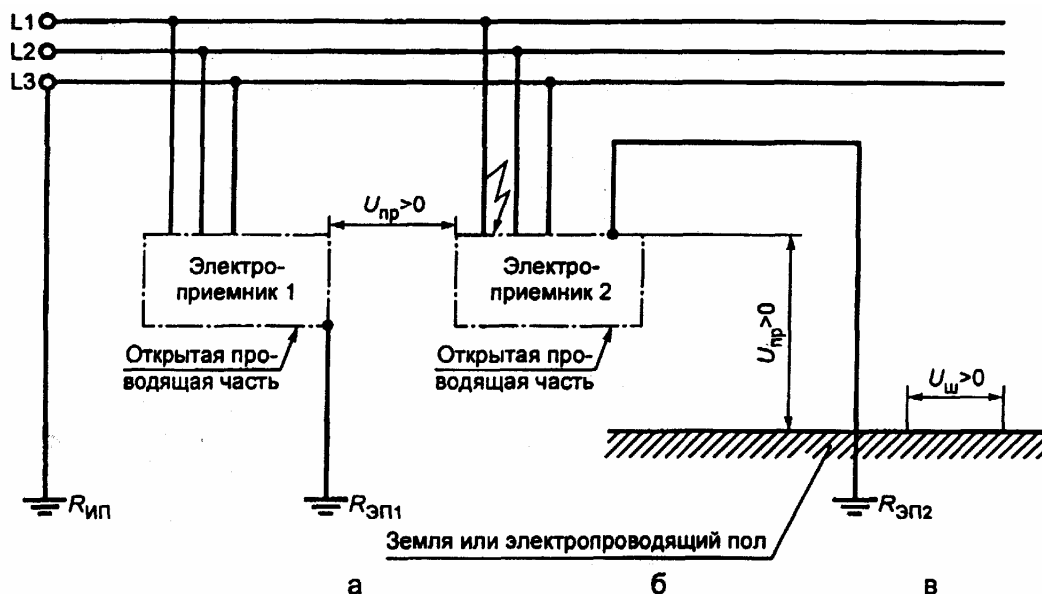 L1
L2
L3
Uпр>0
Электро-
приемник 1
Электро-
приемник 2
Uпр>0
Открытая про-
водящая часть
Открытая про-
водящая часть
Uш>0
RИП
RЭП1
RЭП2
Земля или электропроводящий пол
а
б
в